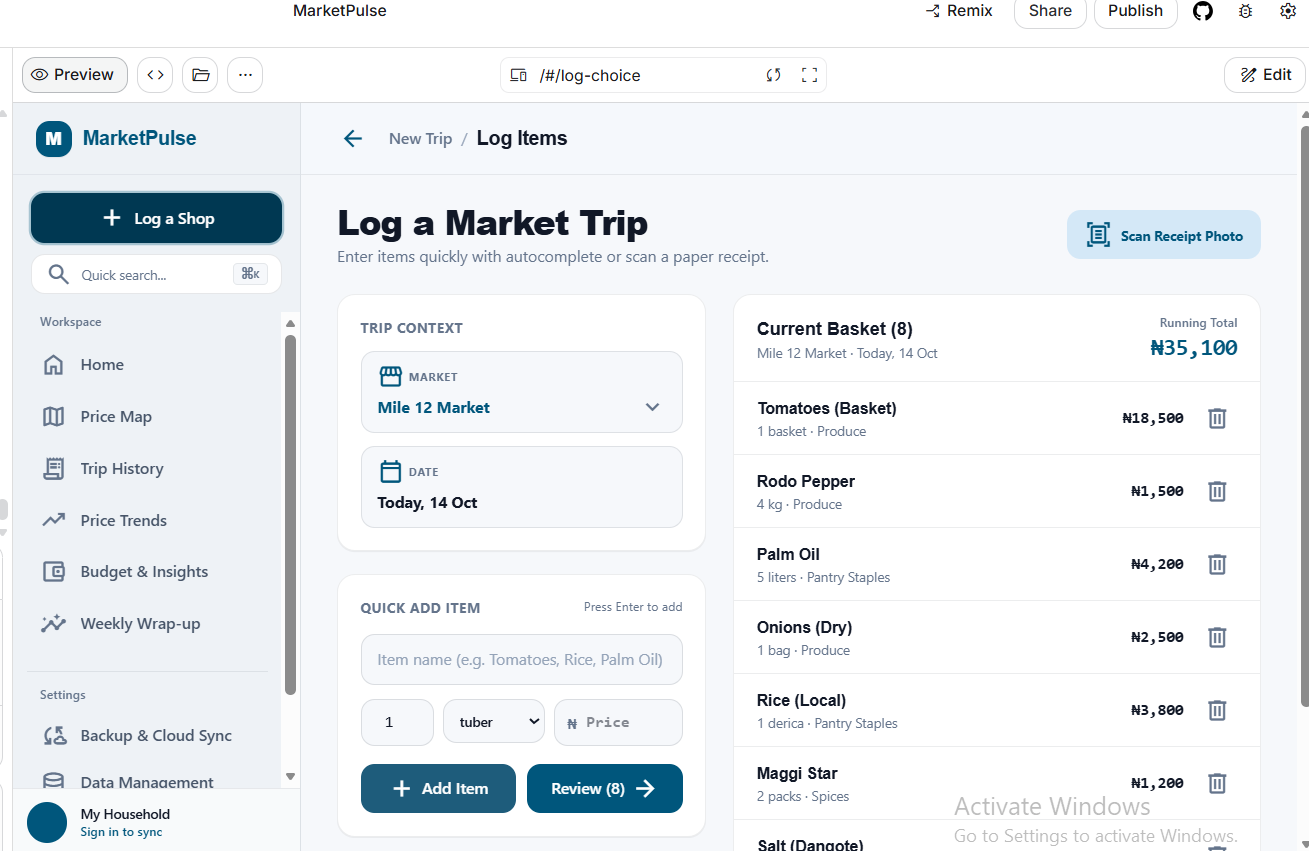 MarketPulse
Remix
Share
Publish
Preview
/#/log-choice
Edit
M MarketPulse
New Trip / Log Items
+ Log a Shop
Quick search... ⌘K
Workspace
Home
Price Map
Trip History
Price Trends
Budget & Insights
Weekly Wrap-up
Settings
Backup & Cloud Sync
Data Management
My Household
Sign in to sync
Log a Market Trip
Enter items quickly with autocomplete or scan a paper receipt.
Scan Receipt Photo
TRIP CONTEXT
MARKET
Mile 12 Market
DATE
Today, 14 Oct
QUICK ADD ITEM
Press Enter to add
Item name (e.g. Tomatoes, Rice, Palm Oil)
1
tuber
₦ Price
+ Add Item
Review (8) →
Current Basket (8)
Mile 12 Market · Today, 14 Oct
Running Total
₦35,100
Tomatoes (Basket)
1 basket · Produce
₦18,500
Rodo Pepper
4 kg · Produce
₦1,500
Palm Oil
5 liters · Pantry Staples
₦4,200
Onions (Dry)
1 bag · Produce
₦2,500
Rice (Local)
1 derica · Pantry Staples
₦3,800
Maggi Star
2 packs · Spices
₦1,200
Salt (Dangote)
Activate Windows
Go to Settings to activate Windows.